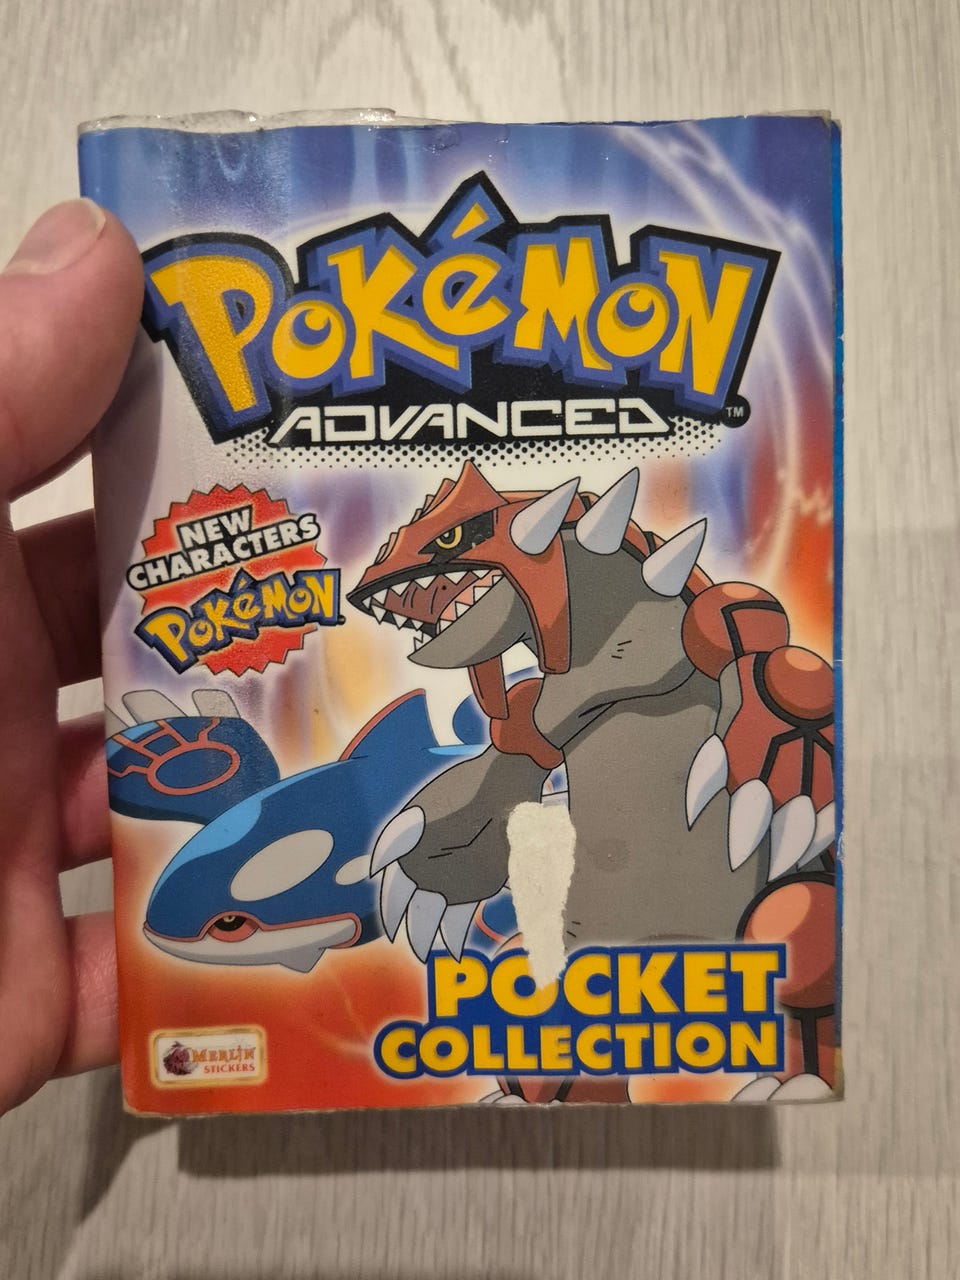 POKéMON
ADVANCED ™
NEW
CHARACTERS
POKéMON
POCKET
COLLECTION
MERLIN
STICKERS